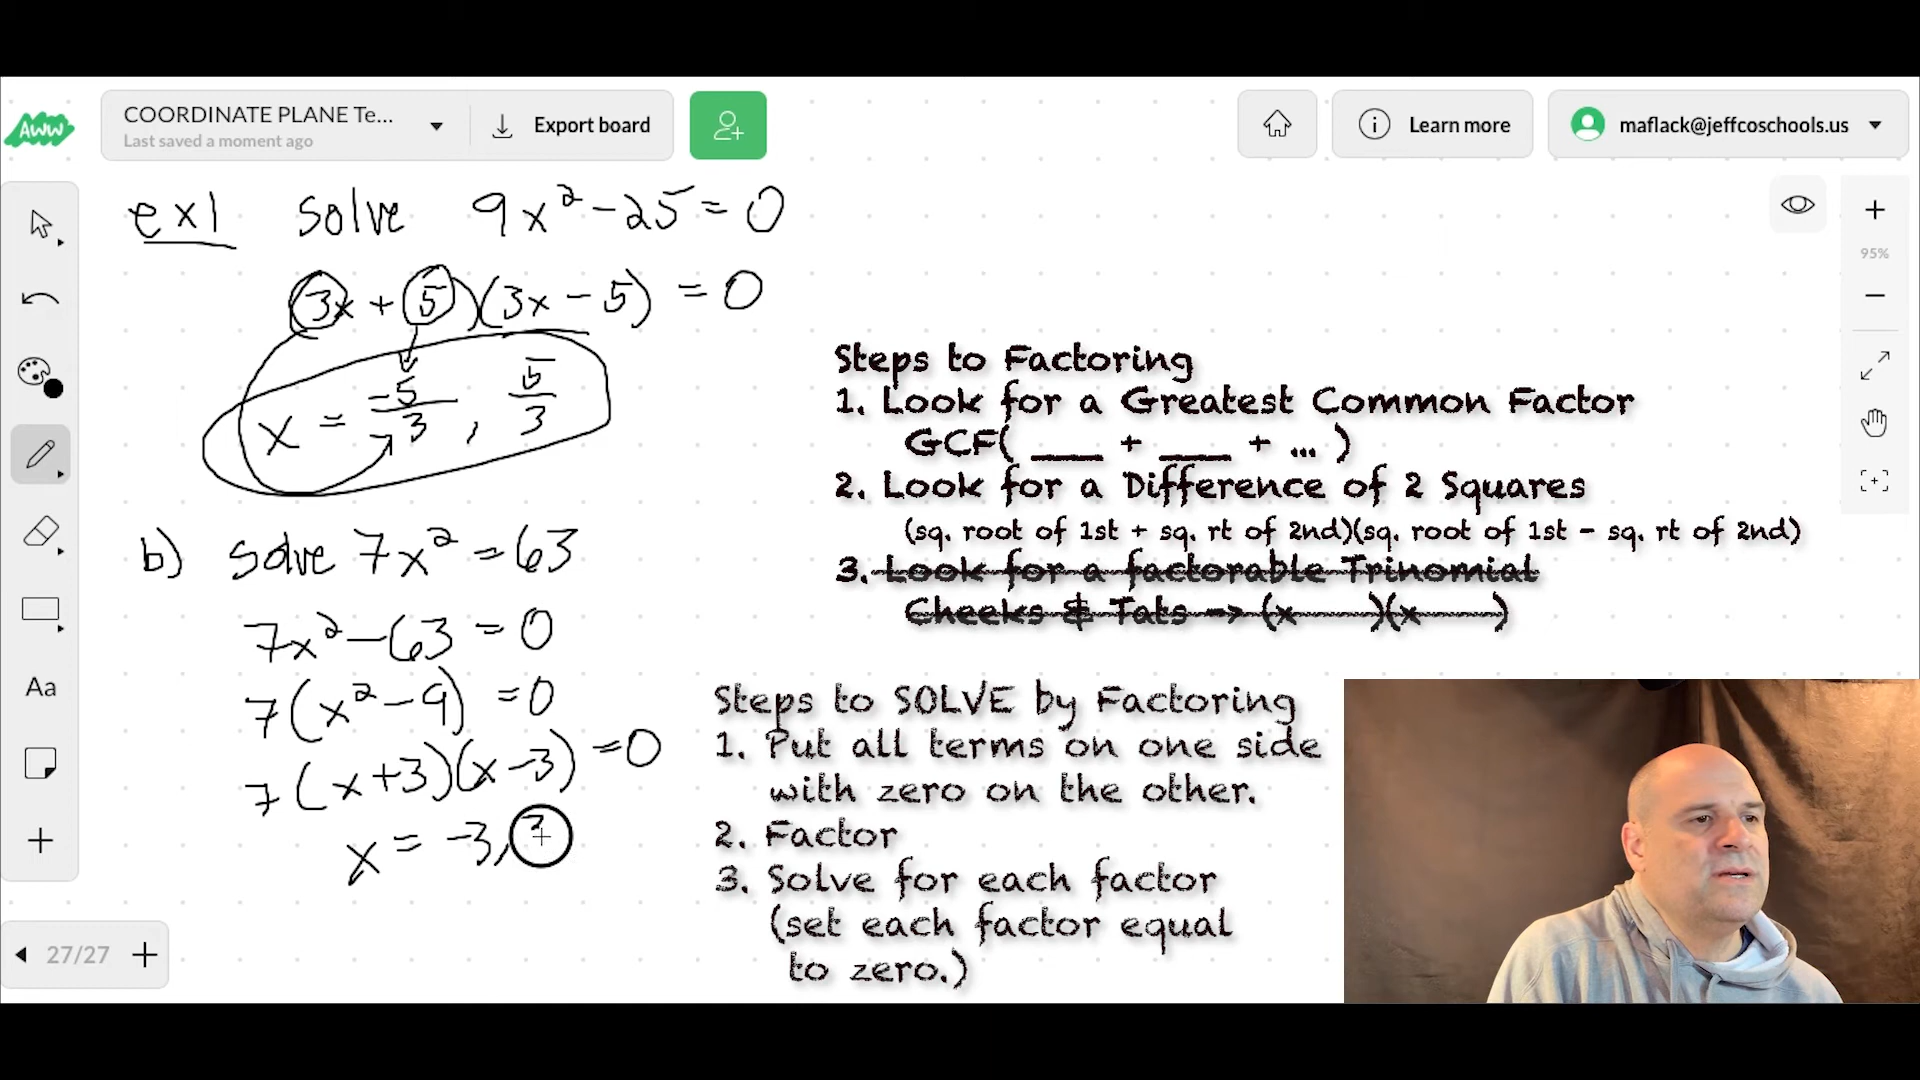 AWW
COORDINATE PLANE Te...
Last saved a moment ago
Export board
Learn more
maflack@jeffcoschools.us
95%
Aa
27/27
ex1 solve 9x² - 25 = 0
(3x + 5)(3x - 5) = 0
x = -5/3, 5/3
b) solve 7x² = 63
7x² - 63 = 0
7(x² - 9) = 0
7(x+3)(x-3) = 0
x = -3, 3
Steps to Factoring
1. Look for a Greatest Common Factor
GCF( ___ + ___ + ... )
2. Look for a Difference of 2 Squares
(sq. root of 1st + sq. rt of 2nd)(sq. root of 1st - sq. rt of 2nd)
3. Look for a factorable Trinomial
Cheeks & Tats -> (x____)(x____)
Steps to SOLVE by Factoring
1. Put all terms on one side
with zero on the other.
2. Factor
3. Solve for each factor
(set each factor equal
to zero.)